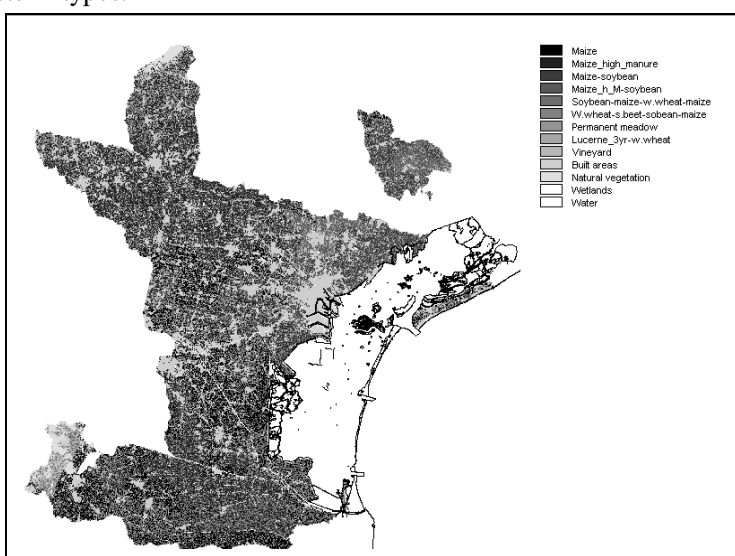 Maize
Maize_high_manure
Maize-soybean
Maize_h_M-soybean
Soybean-maize-w.wheat-maize
W.wheat-s.beet-sobean-maize
Permanent meadow
Lucerne_3yr-w.wheat
Vineyard
Built areas
Natural vegetation
Wetlands
Water